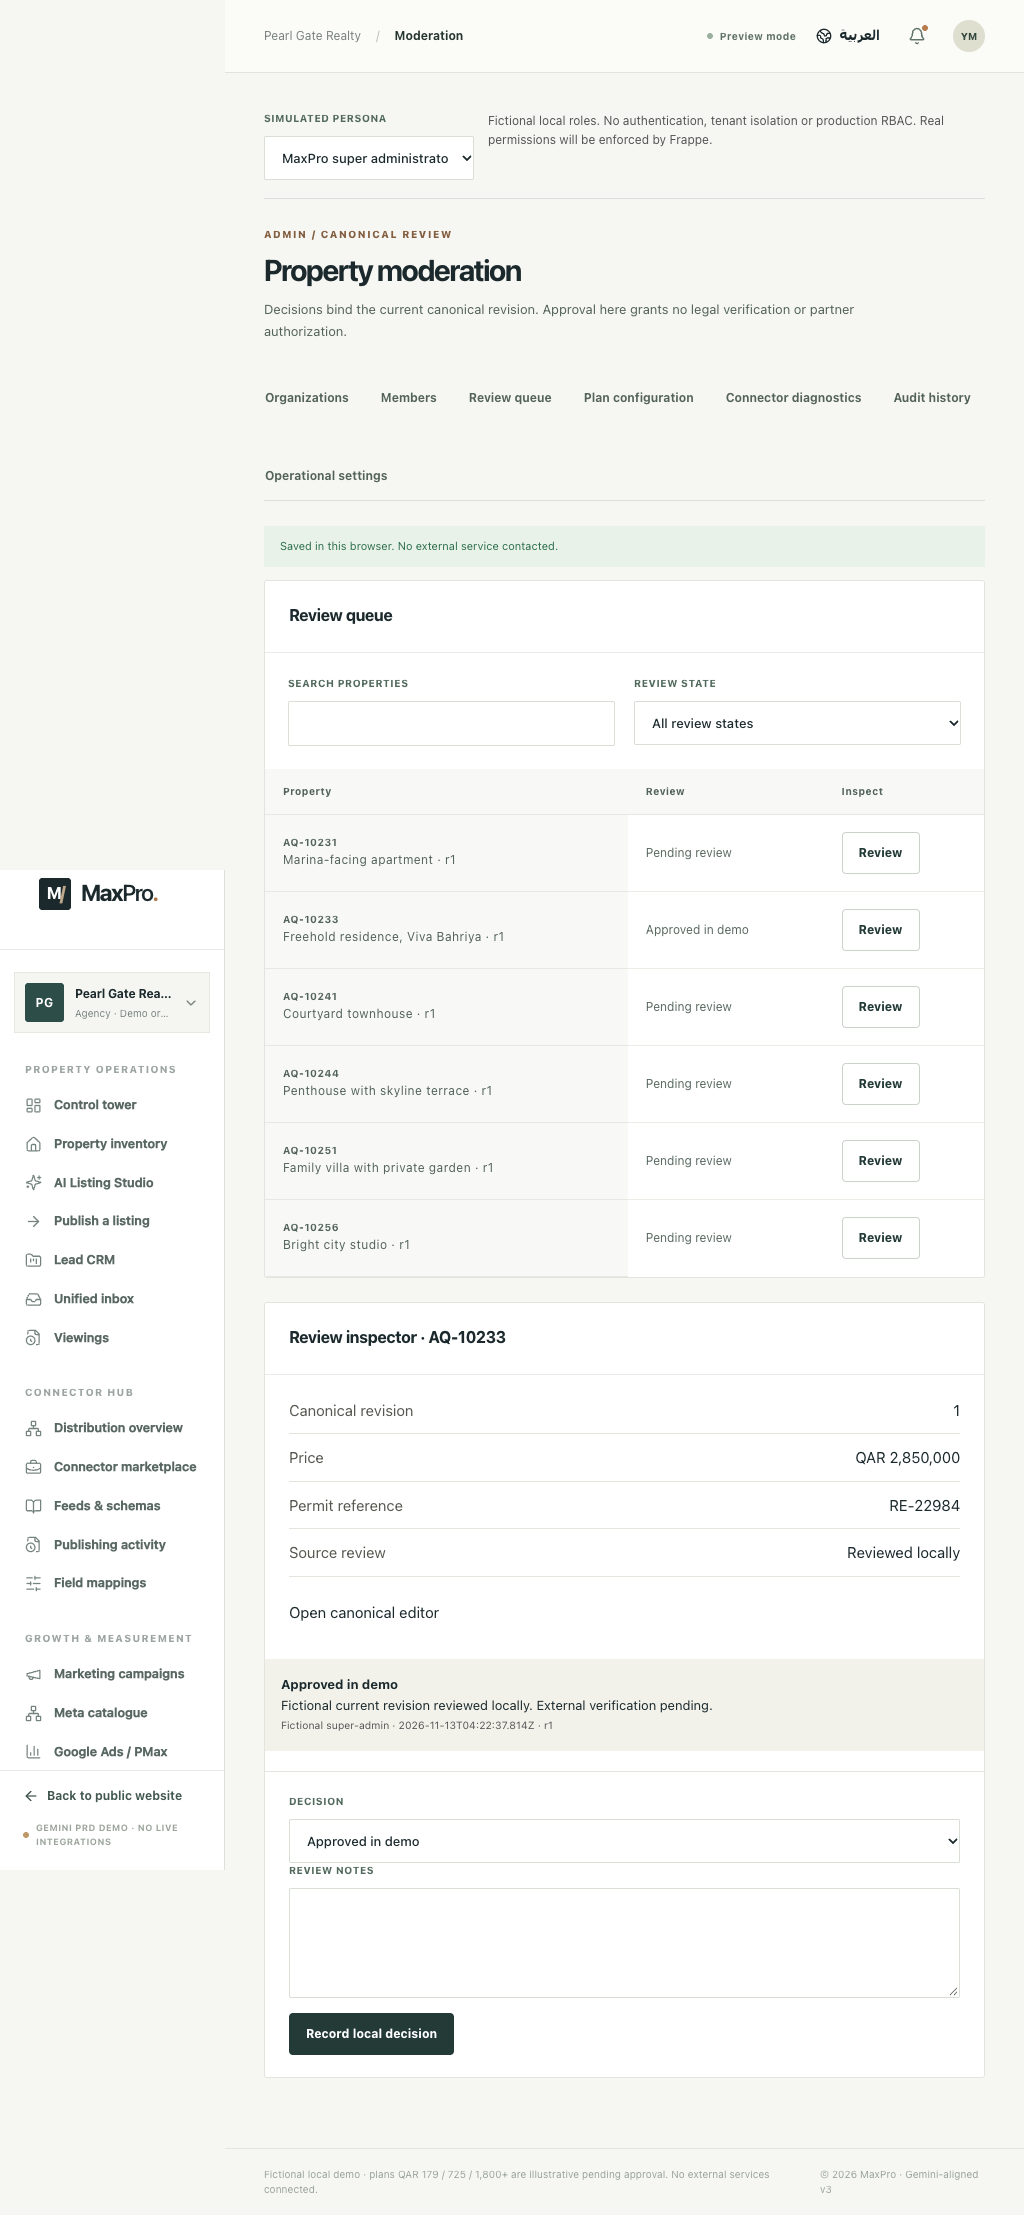 Pearl Gate Realty / Moderation
Preview mode
العربية
YM
SIMULATED PERSONA
MaxPro super administrato
Fictional local roles. No authentication, tenant isolation or production RBAC. Real
permissions will be enforced by Frappe.
ADMIN / CANONICAL REVIEW
Property moderation
Decisions bind the current canonical revision. Approval here grants no legal verification or partner
authorization.
Organizations
Members
Review queue
Plan configuration
Connector diagnostics
Audit history
Operational settings
Saved in this browser. No external service contacted.
Review queue
SEARCH PROPERTIES
REVIEW STATE
All review states
Property
Review
Inspect
AQ-10231
Marina-facing apartment · r1
Pending review
Review
AQ-10233
Freehold residence, Viva Bahriya · r1
Approved in demo
Review
AQ-10241
Courtyard townhouse · r1
Pending review
Review
AQ-10244
Penthouse with skyline terrace · r1
Pending review
Review
AQ-10251
Family villa with private garden · r1
Pending review
Review
AQ-10256
Bright city studio · r1
Pending review
Review
Review inspector · AQ-10233
Canonical revision
1
Price
QAR 2,850,000
Permit reference
RE-22984
Source review
Reviewed locally
Open canonical editor
Approved in demo
Fictional current revision reviewed locally. External verification pending.
Fictional super-admin · 2026-11-13T04:22:37.814Z · r1
DECISION
Approved in demo
REVIEW NOTES
Record local decision
M/ MaxPro.
PG
Pearl Gate Rea...
Agency · Demo or...
PROPERTY OPERATIONS
Control tower
Property inventory
AI Listing Studio
Publish a listing
Lead CRM
Unified inbox
Viewings
CONNECTOR HUB
Distribution overview
Connector marketplace
Feeds & schemas
Publishing activity
Field mappings
GROWTH & MEASUREMENT
Marketing campaigns
Meta catalogue
Google Ads / PMax
Back to public website
GEMINI PRD DEMO · NO LIVE
INTEGRATIONS
Fictional local demo · plans QAR 179 / 725 / 1,800+ are illustrative pending approval. No external services
connected.
© 2026 MaxPro · Gemini-aligned
v3